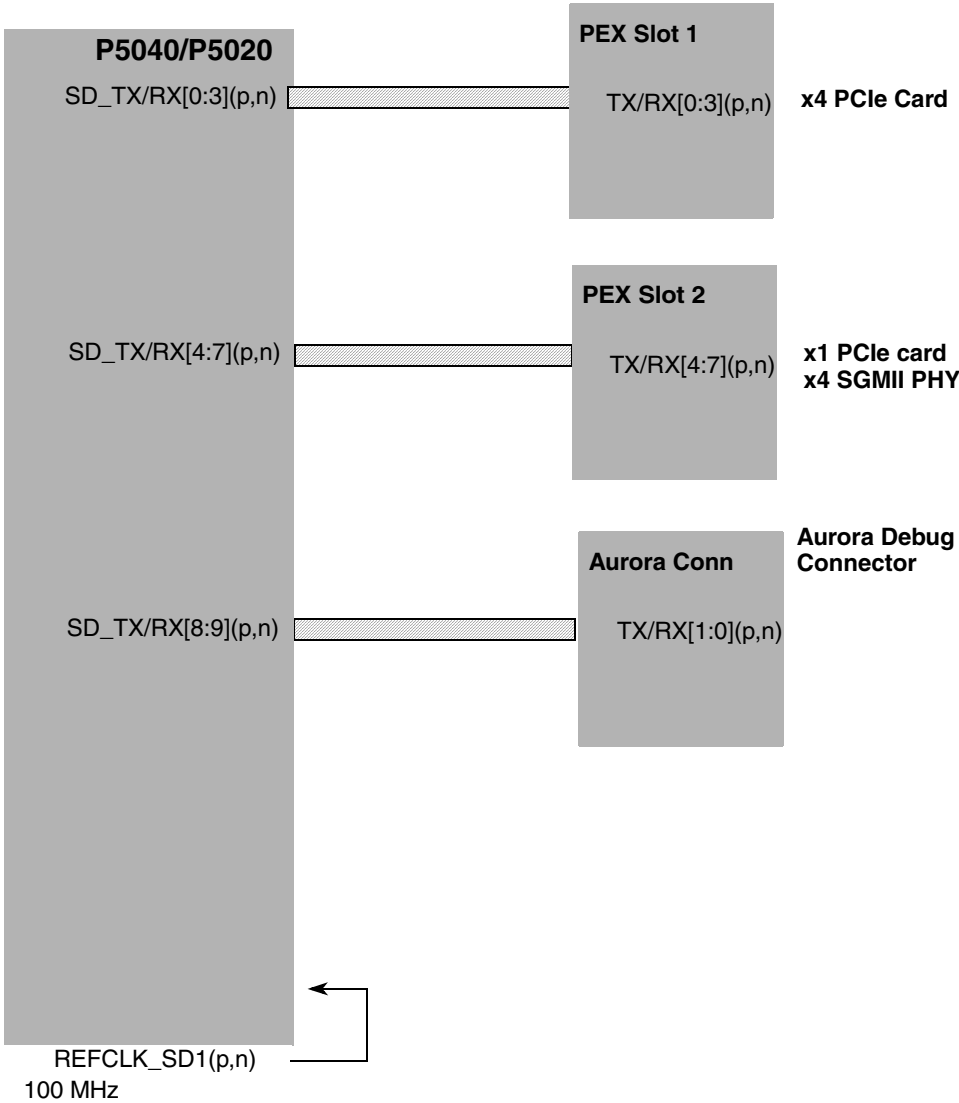 P5040/P5020
SD_TX/RX[0:3](p,n)
PEX Slot 1
TX/RX[0:3](p,n)
x4 PCIe Card
SD_TX/RX[4:7](p,n)
PEX Slot 2
TX/RX[4:7](p,n)
x1 PCIe card
x4 SGMII PHY
SD_TX/RX[8:9](p,n)
Aurora Conn
TX/RX[1:0](p,n)
Aurora Debug
Connector
REFCLK_SD1(p,n)
100 MHz